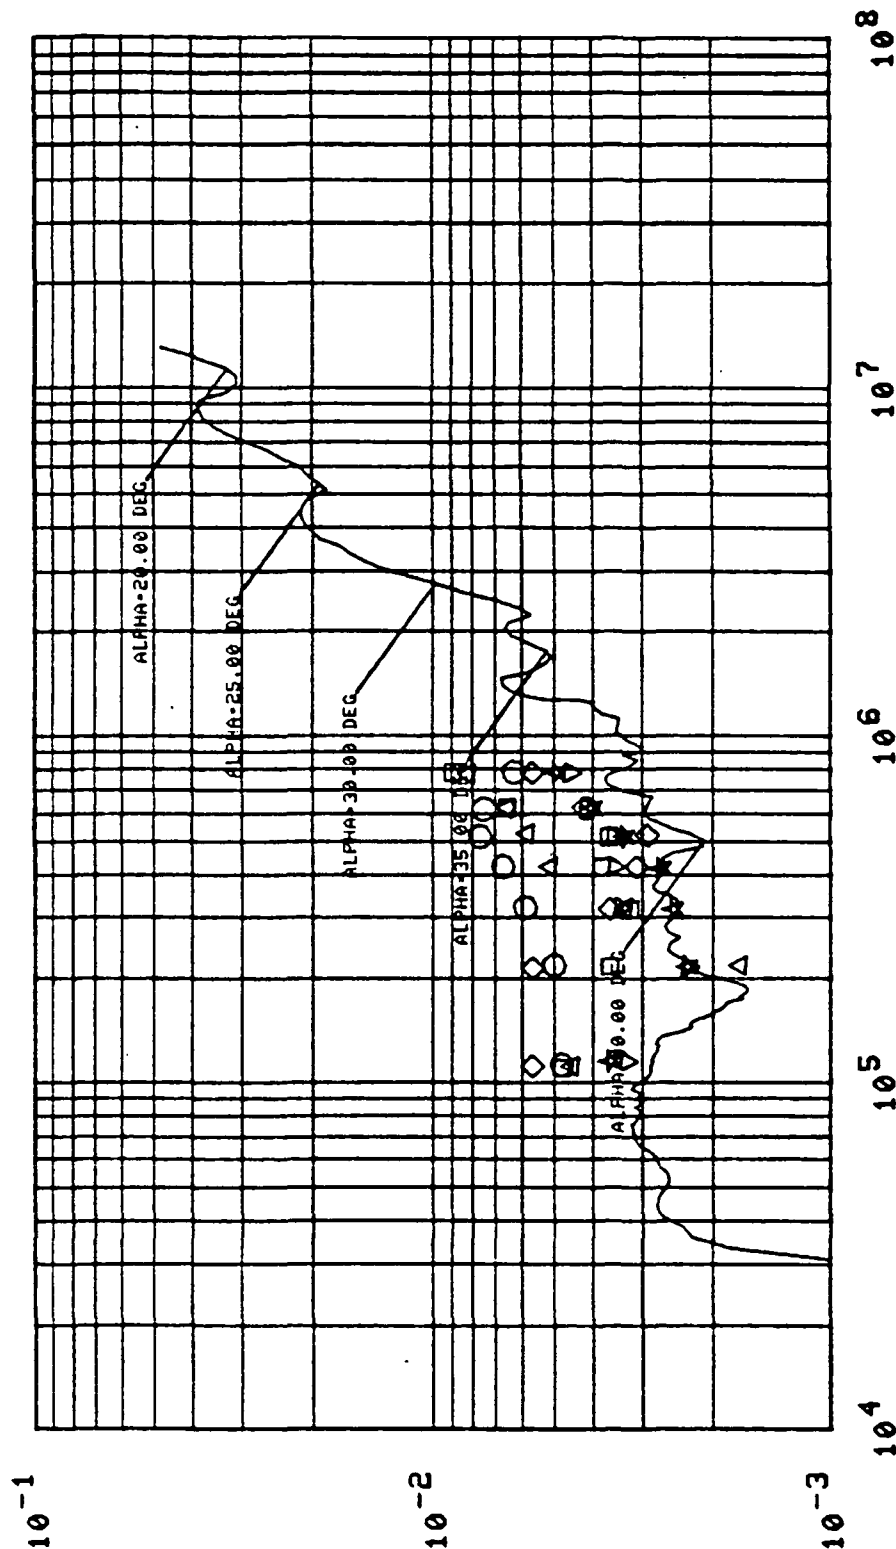 10⁻¹
10⁻²
10⁻³
ALPHA=20.00 DEG
ALPHA=25.00 DEG
ALPHA=30.00 DEG
ALPHA=35.00 DEG
10⁴
10⁵
10⁶
10⁷
10⁸